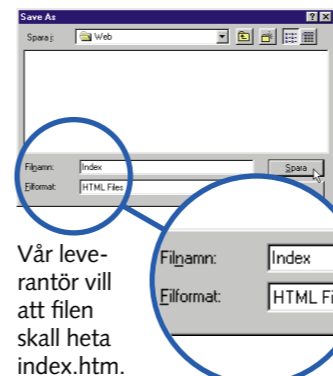 Save As
Spara i: Web
Filnamn: Index Spara
Filformat: HTML Files
Filnamn: Index
Filformat: HTML Fi
Vår leve-
rantör vill
att filen
skall heta
index.htm.